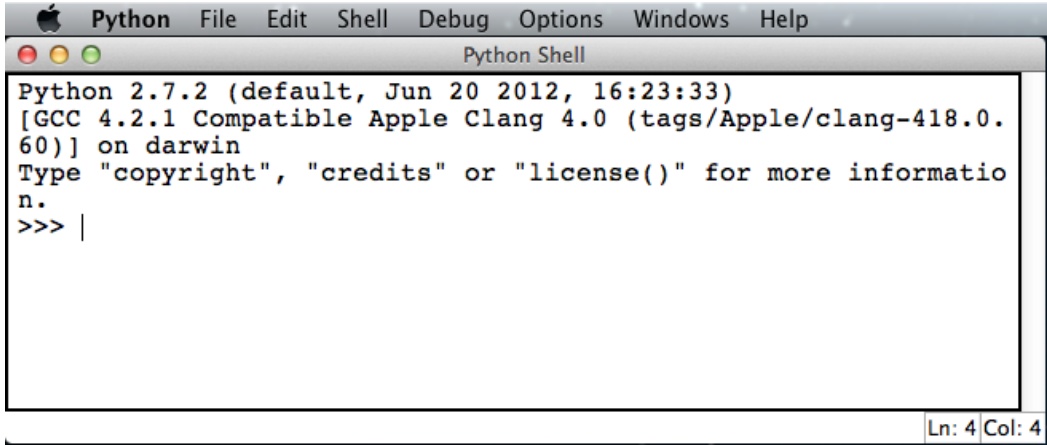 Python File Edit Shell Debug Options Windows Help
Python Shell
Python 2.7.2 (default, Jun 20 2012, 16:23:33)
[GCC 4.2.1 Compatible Apple Clang 4.0 (tags/Apple/clang-418.0.
60)] on darwin
Type "copyright", "credits" or "license()" for more informatio
n.
>>>
Ln: 4 Col: 4